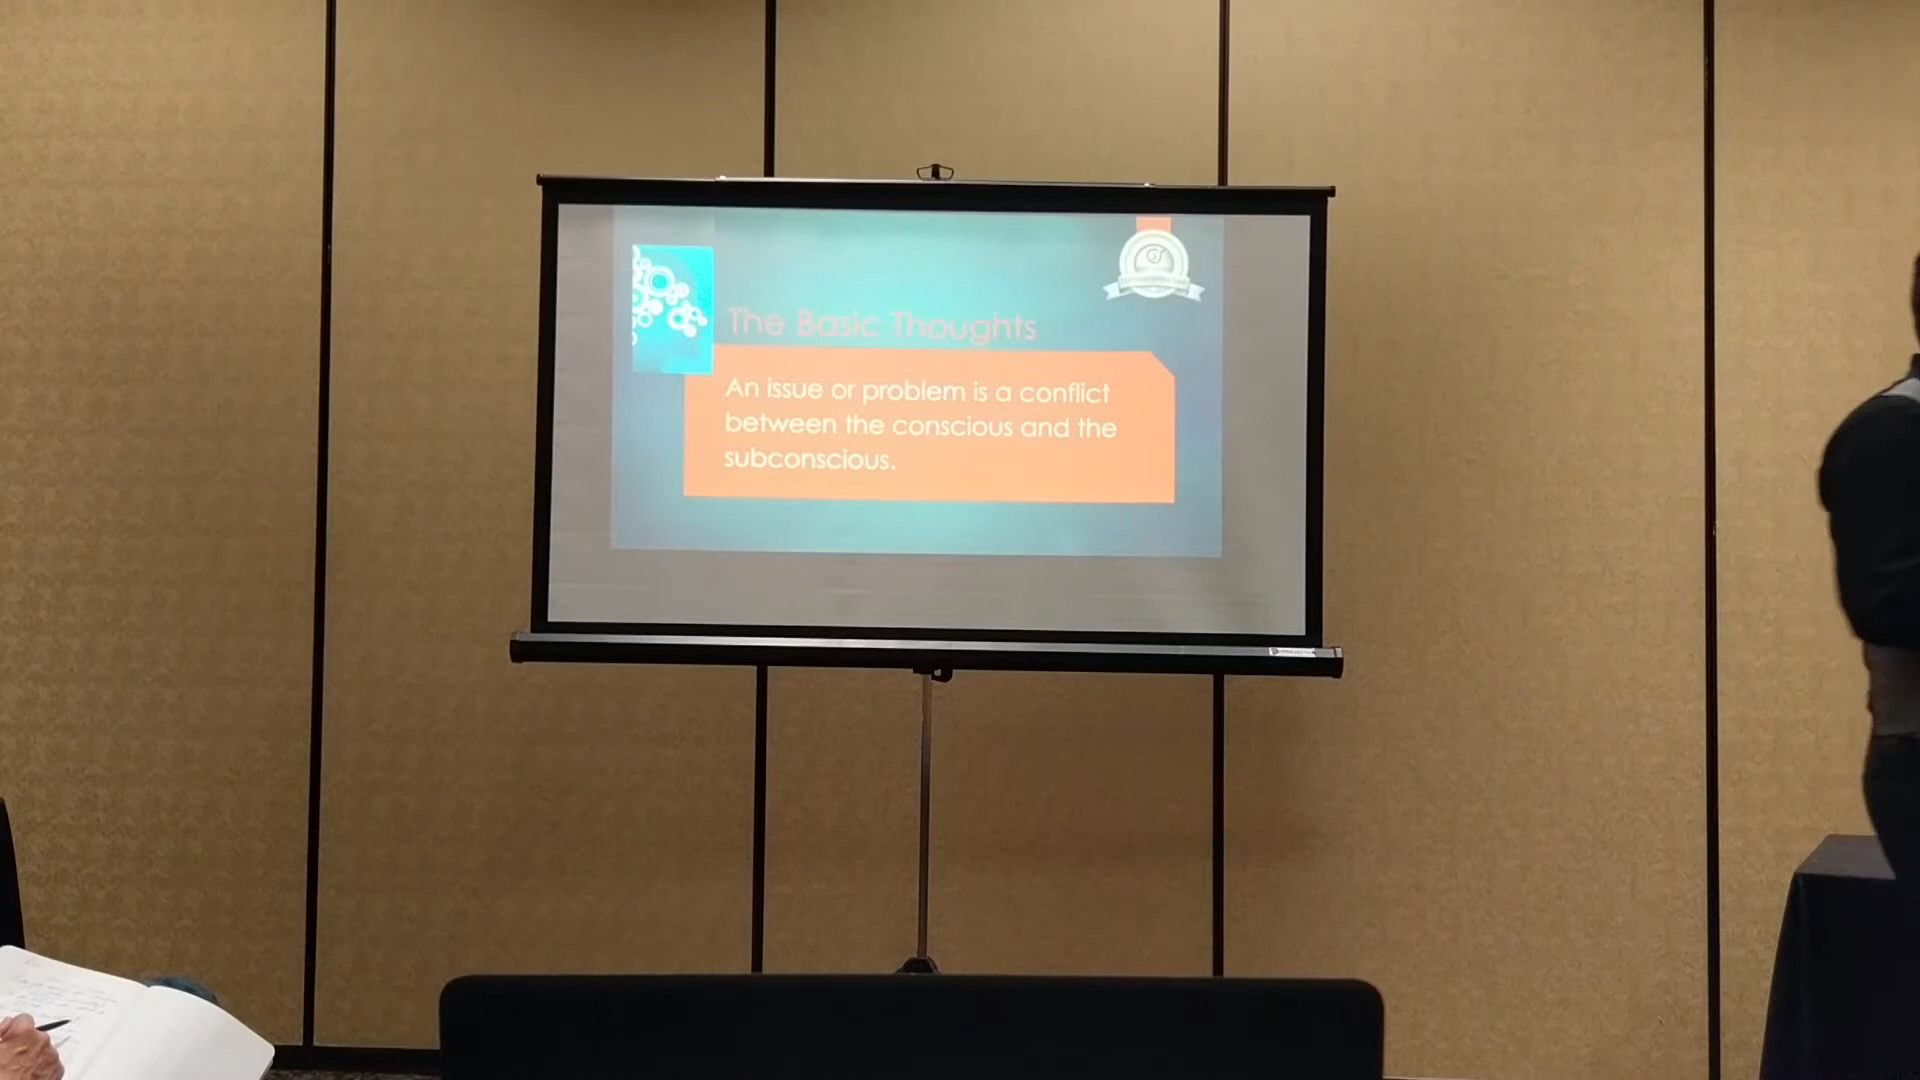 The Basic Thoughts
An issue or problem is a conflict
between the conscious and the
subconscious.